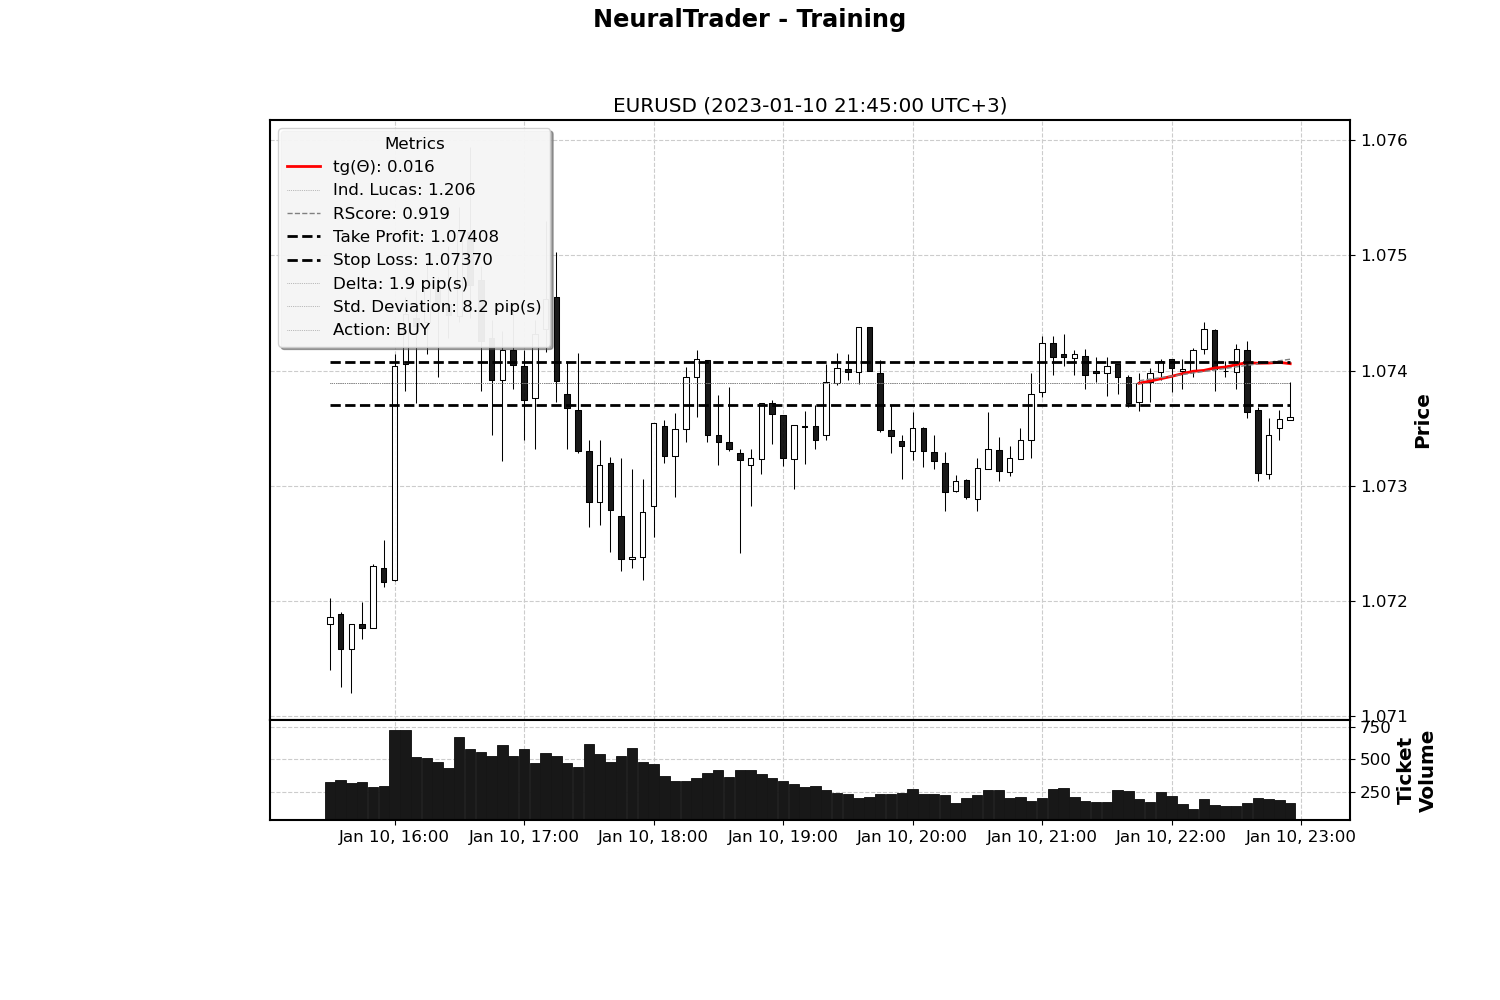 NeuralTrader - Training
EURUSD (2023-01-10 21:45:00 UTC+3)
Metrics
tg(Θ): 0.016
Ind. Lucas: 1.206
RScore: 0.919
Take Profit: 1.07408
Stop Loss: 1.07370
Delta: 1.9 pip(s)
Std. Deviation: 8.2 pip(s)
Action: BUY
1.076
1.075
1.074
1.073
1.072
1.071
Price
750
500
250
Ticket
Volume
Jan 10, 16:00
Jan 10, 17:00
Jan 10, 18:00
Jan 10, 19:00
Jan 10, 20:00
Jan 10, 21:00
Jan 10, 22:00
Jan 10, 23:00